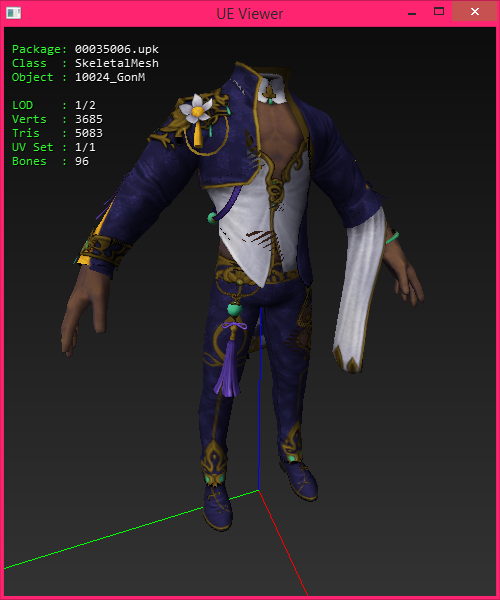 UE Viewer
Package: 00035006.upk
Class  : SkeletalMesh
Object : 10024_GonM
LOD    : 1/2
Verts  : 3685
Tris   : 5083
UV Set : 1/1
Bones  : 96